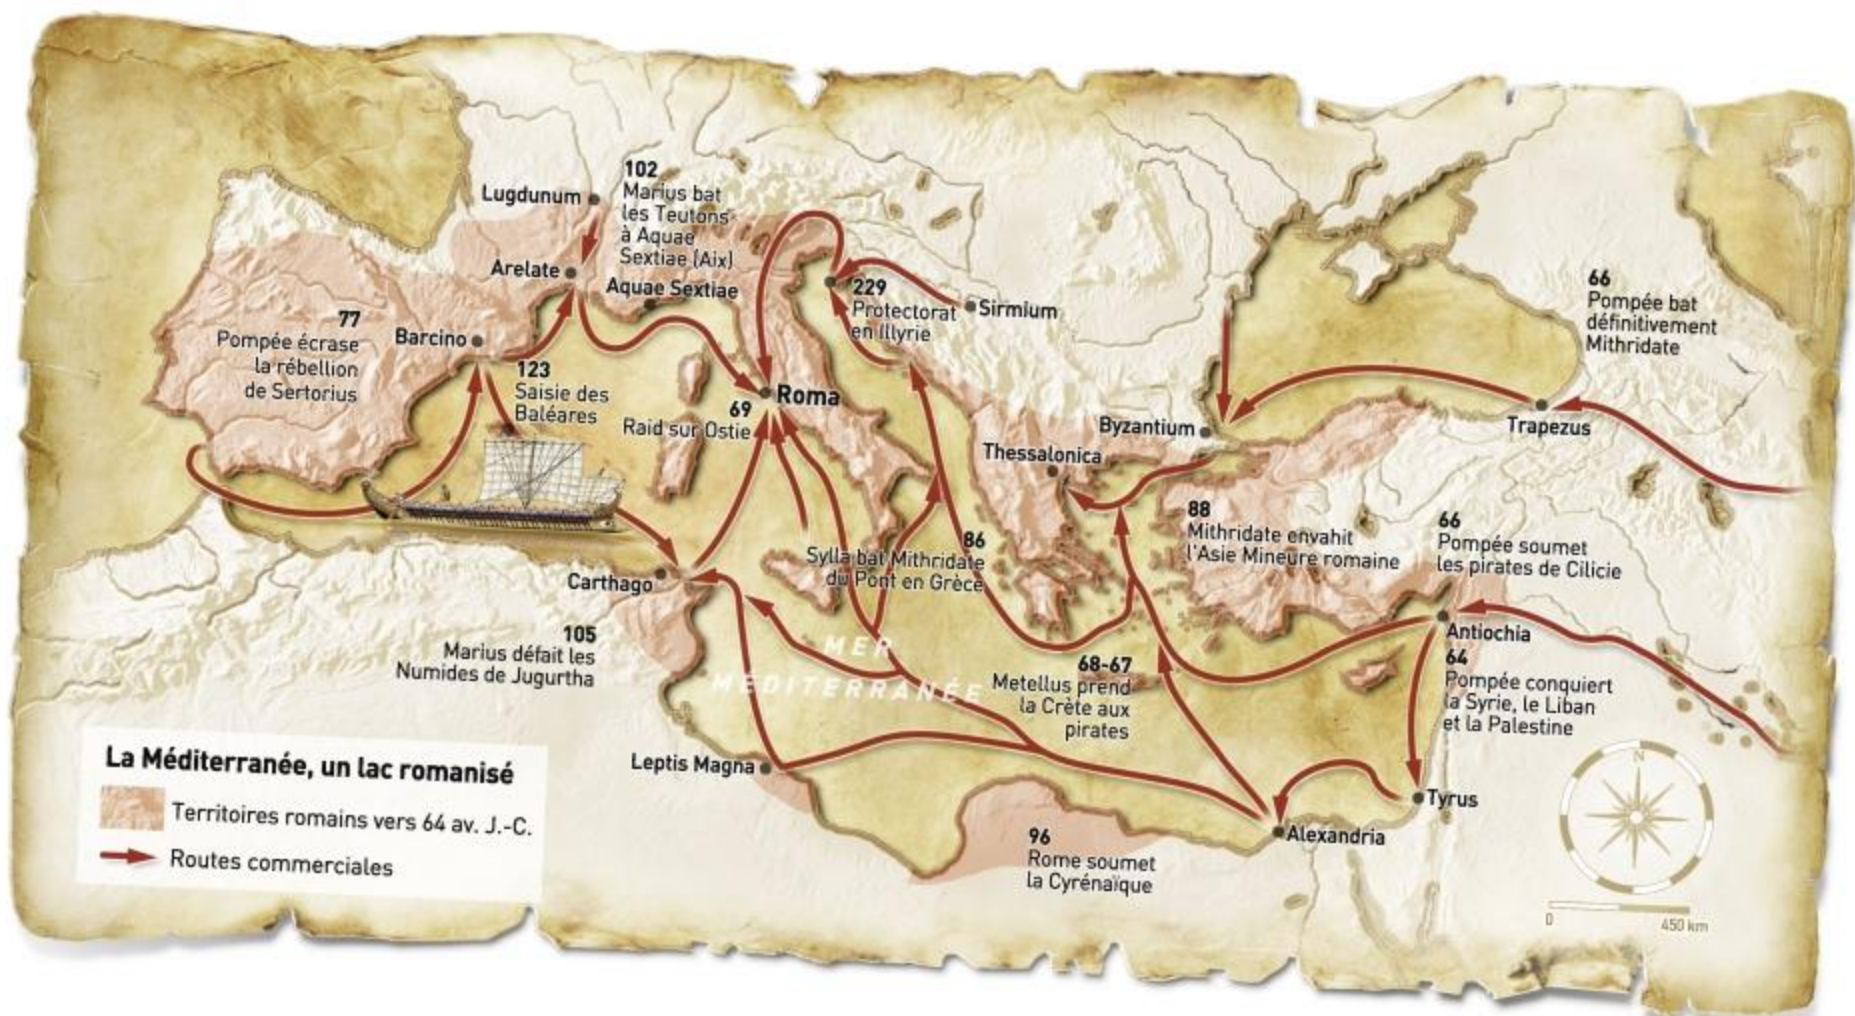 102
Marius bat
les Teutons
à Aquae
Sextiae (Aix)
Lugdunum
Arelate
Aquae Sextiae
229
Protectorat
en Illyrie
Sirmium
66
Pompée bat
définitivement
Mithridate
77
Pompée écrase
la rébellion
de Sertorius
Barcino
123
Saisie des
Baléares
Roma
69
Raid sur Ostie
Byzantium
Trapezus
Thessalonica
86
Sylla bat Mithridate
du Pont en Grèce
88
Mithridate envahit
l'Asie Mineure romaine
66
Pompée soumet
les pirates de Cilicie
Carthago
105
Marius défait les
Numides de Jugurtha
MER
MÉDITERRANÉE
68-67
Metellus prend
la Crète aux
pirates
Antiochia
64
Pompée conquiert
la Syrie, le Liban
et la Palestine
Leptis Magna
Tyrus
Alexandria
96
Rome soumet
la Cyrénaïque
La Méditerranée, un lac romanisé
Territoires romains vers 64 av. J.-C.
Routes commerciales
N
0 450 km